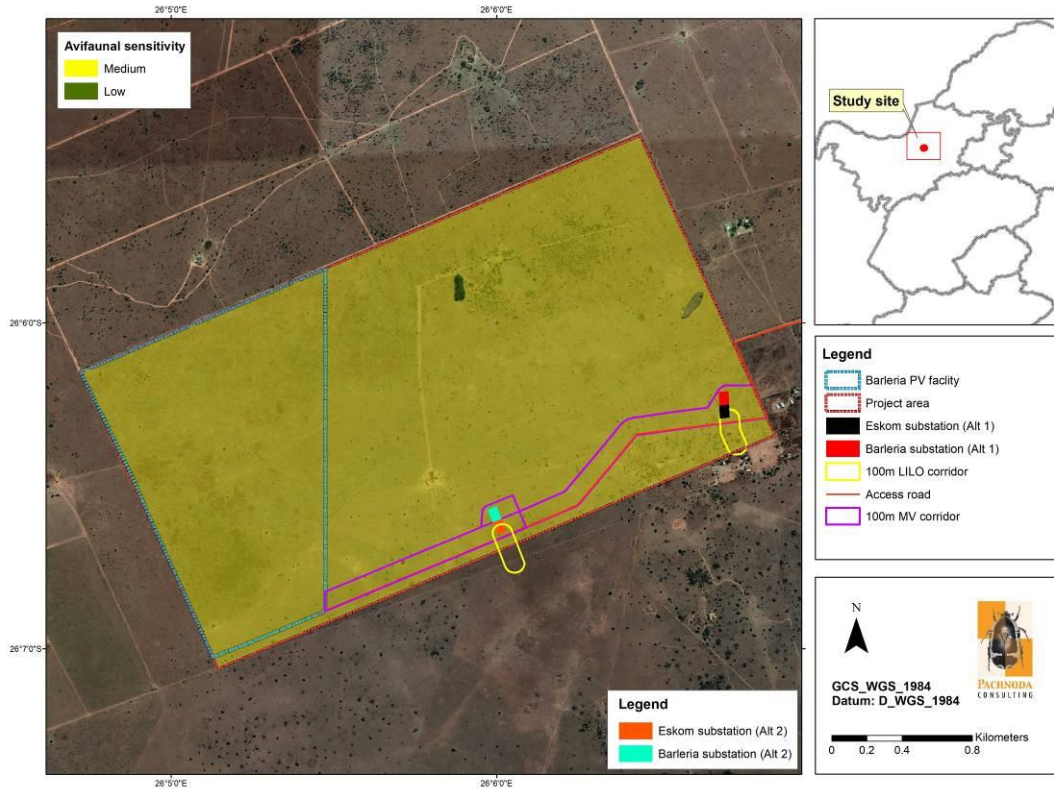 26°5'0"E
26°6'0"E
Avifaunal sensitivity
Medium
Low
26°6'0"S
26°7'0"S
Legend
Eskom substation (Alt 2)
Barleria substation (Alt 2)
26°5'0"E
26°6'0"E
Study site
Legend
Barleria PV faclity
Project area
Eskom substation (Alt 1)
Barleria substation (Alt 1)
100m LILO corridor
Access road
100m MV corridor
N
PACHNODA
CONSULTING
GCS_WGS_1984
Datum: D_WGS_1984
Kilometers
0 0.2 0.4 0.8